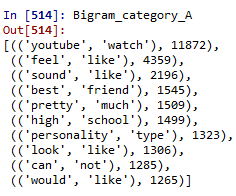 In [514]: Bigram_category_A
Out[514]:
[(('youtube', 'watch'), 11872),
(('feel', 'like'), 4359),
(('sound', 'like'), 2196),
(('best', 'friend'), 1545),
(('pretty', 'much'), 1509),
(('high', 'school'), 1499),
(('personality', 'type'), 1323),
(('look', 'like'), 1306),
(('can', 'not'), 1285),
(('would', 'like'), 1265)]